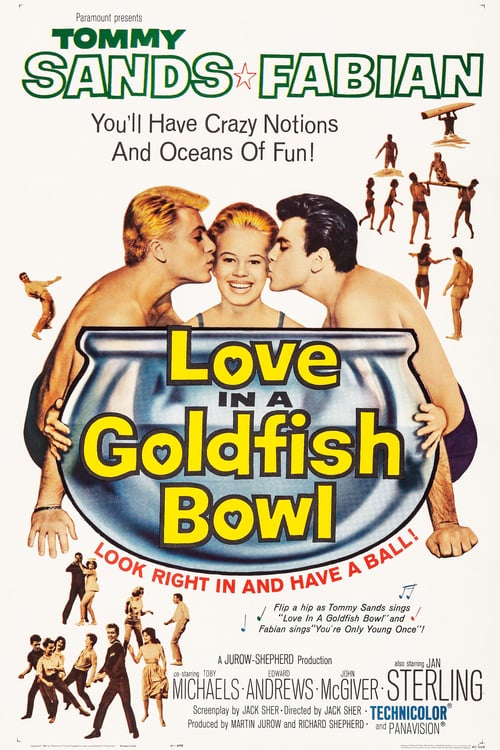 Paramount presents
TOMMY
SANDS FABIAN
You'll Have Crazy Notions
And Oceans Of Fun!
Love
IN A
Goldfish
Bowl
LOOK RIGHT IN AND HAVE A BALL!
Flip a hip as Tommy Sands sings
"Love In A Goldfish Bowl" and
Fabian sings "You're Only Young Once"!
A JUROW-SHEPHERD Production
co-starring TOBY MICHAELS · EDWARD ANDREWS · JOHN McGIVER · also starring JAN STERLING
Screenplay by JACK SHER · Directed by JACK SHER · TECHNICOLOR®
Produced by MARTIN JUROW and RICHARD SHEPHERD · and PANAVISION®